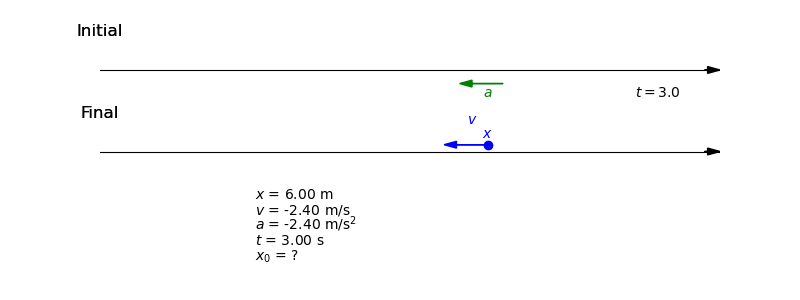 Initial
a
t = 3.0
Final
v
x
x = 6.00 m
v = -2.40 m/s
a = -2.40 m/s²
t = 3.00 s
x₀ = ?